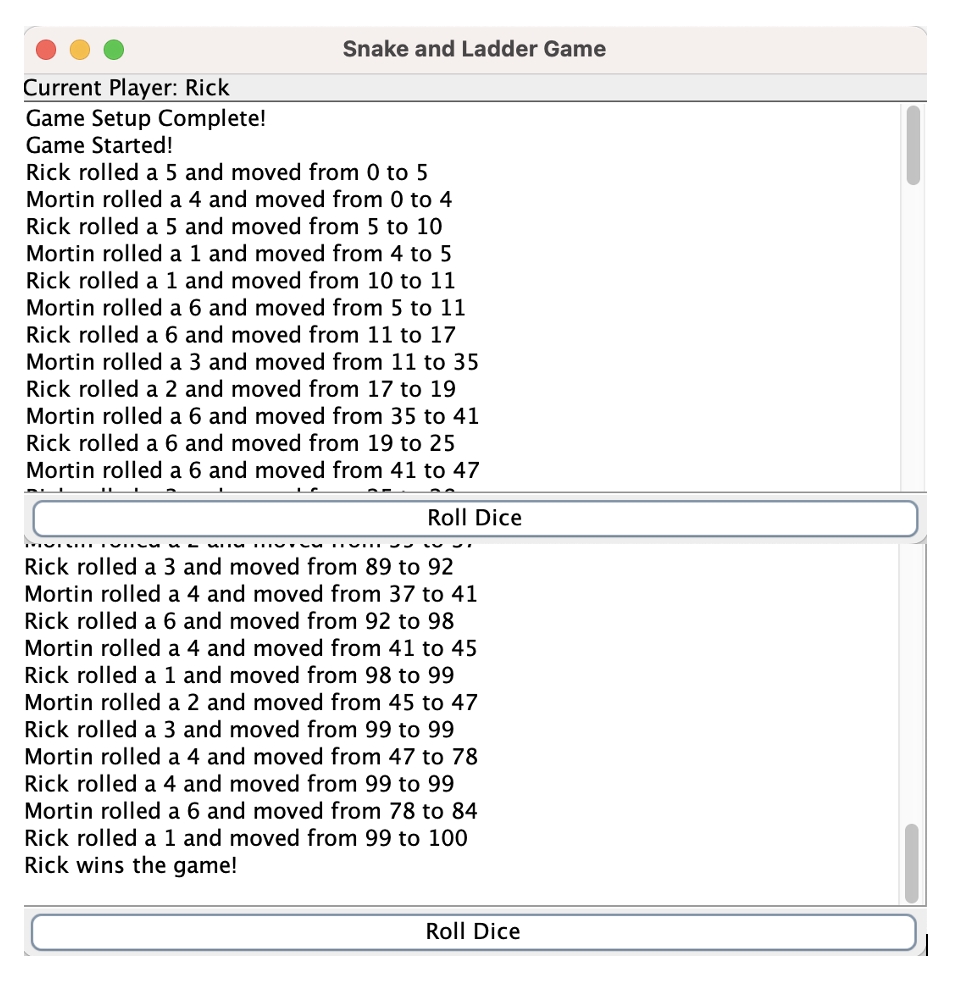 Snake and Ladder Game
Current Player: Rick
Game Setup Complete!
Game Started!
Rick rolled a 5 and moved from 0 to 5
Mortin rolled a 4 and moved from 0 to 4
Rick rolled a 5 and moved from 5 to 10
Mortin rolled a 1 and moved from 4 to 5
Rick rolled a 1 and moved from 10 to 11
Mortin rolled a 6 and moved from 5 to 11
Rick rolled a 6 and moved from 11 to 17
Mortin rolled a 3 and moved from 11 to 35
Rick rolled a 2 and moved from 17 to 19
Mortin rolled a 6 and moved from 35 to 41
Rick rolled a 6 and moved from 19 to 25
Mortin rolled a 6 and moved from 41 to 47
Roll Dice
Rick rolled a 3 and moved from 89 to 92
Mortin rolled a 4 and moved from 37 to 41
Rick rolled a 6 and moved from 92 to 98
Mortin rolled a 4 and moved from 41 to 45
Rick rolled a 1 and moved from 98 to 99
Mortin rolled a 2 and moved from 45 to 47
Rick rolled a 3 and moved from 99 to 99
Mortin rolled a 4 and moved from 47 to 78
Rick rolled a 4 and moved from 99 to 99
Mortin rolled a 6 and moved from 78 to 84
Rick rolled a 1 and moved from 99 to 100
Rick wins the game!
Roll Dice